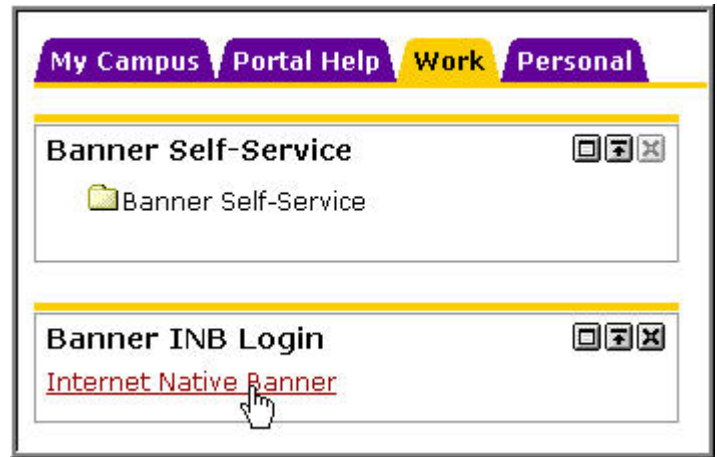 My Campus Portal Help Work Personal
Banner Self-Service
Banner Self-Service
Banner INB Login
Internet Native Banner